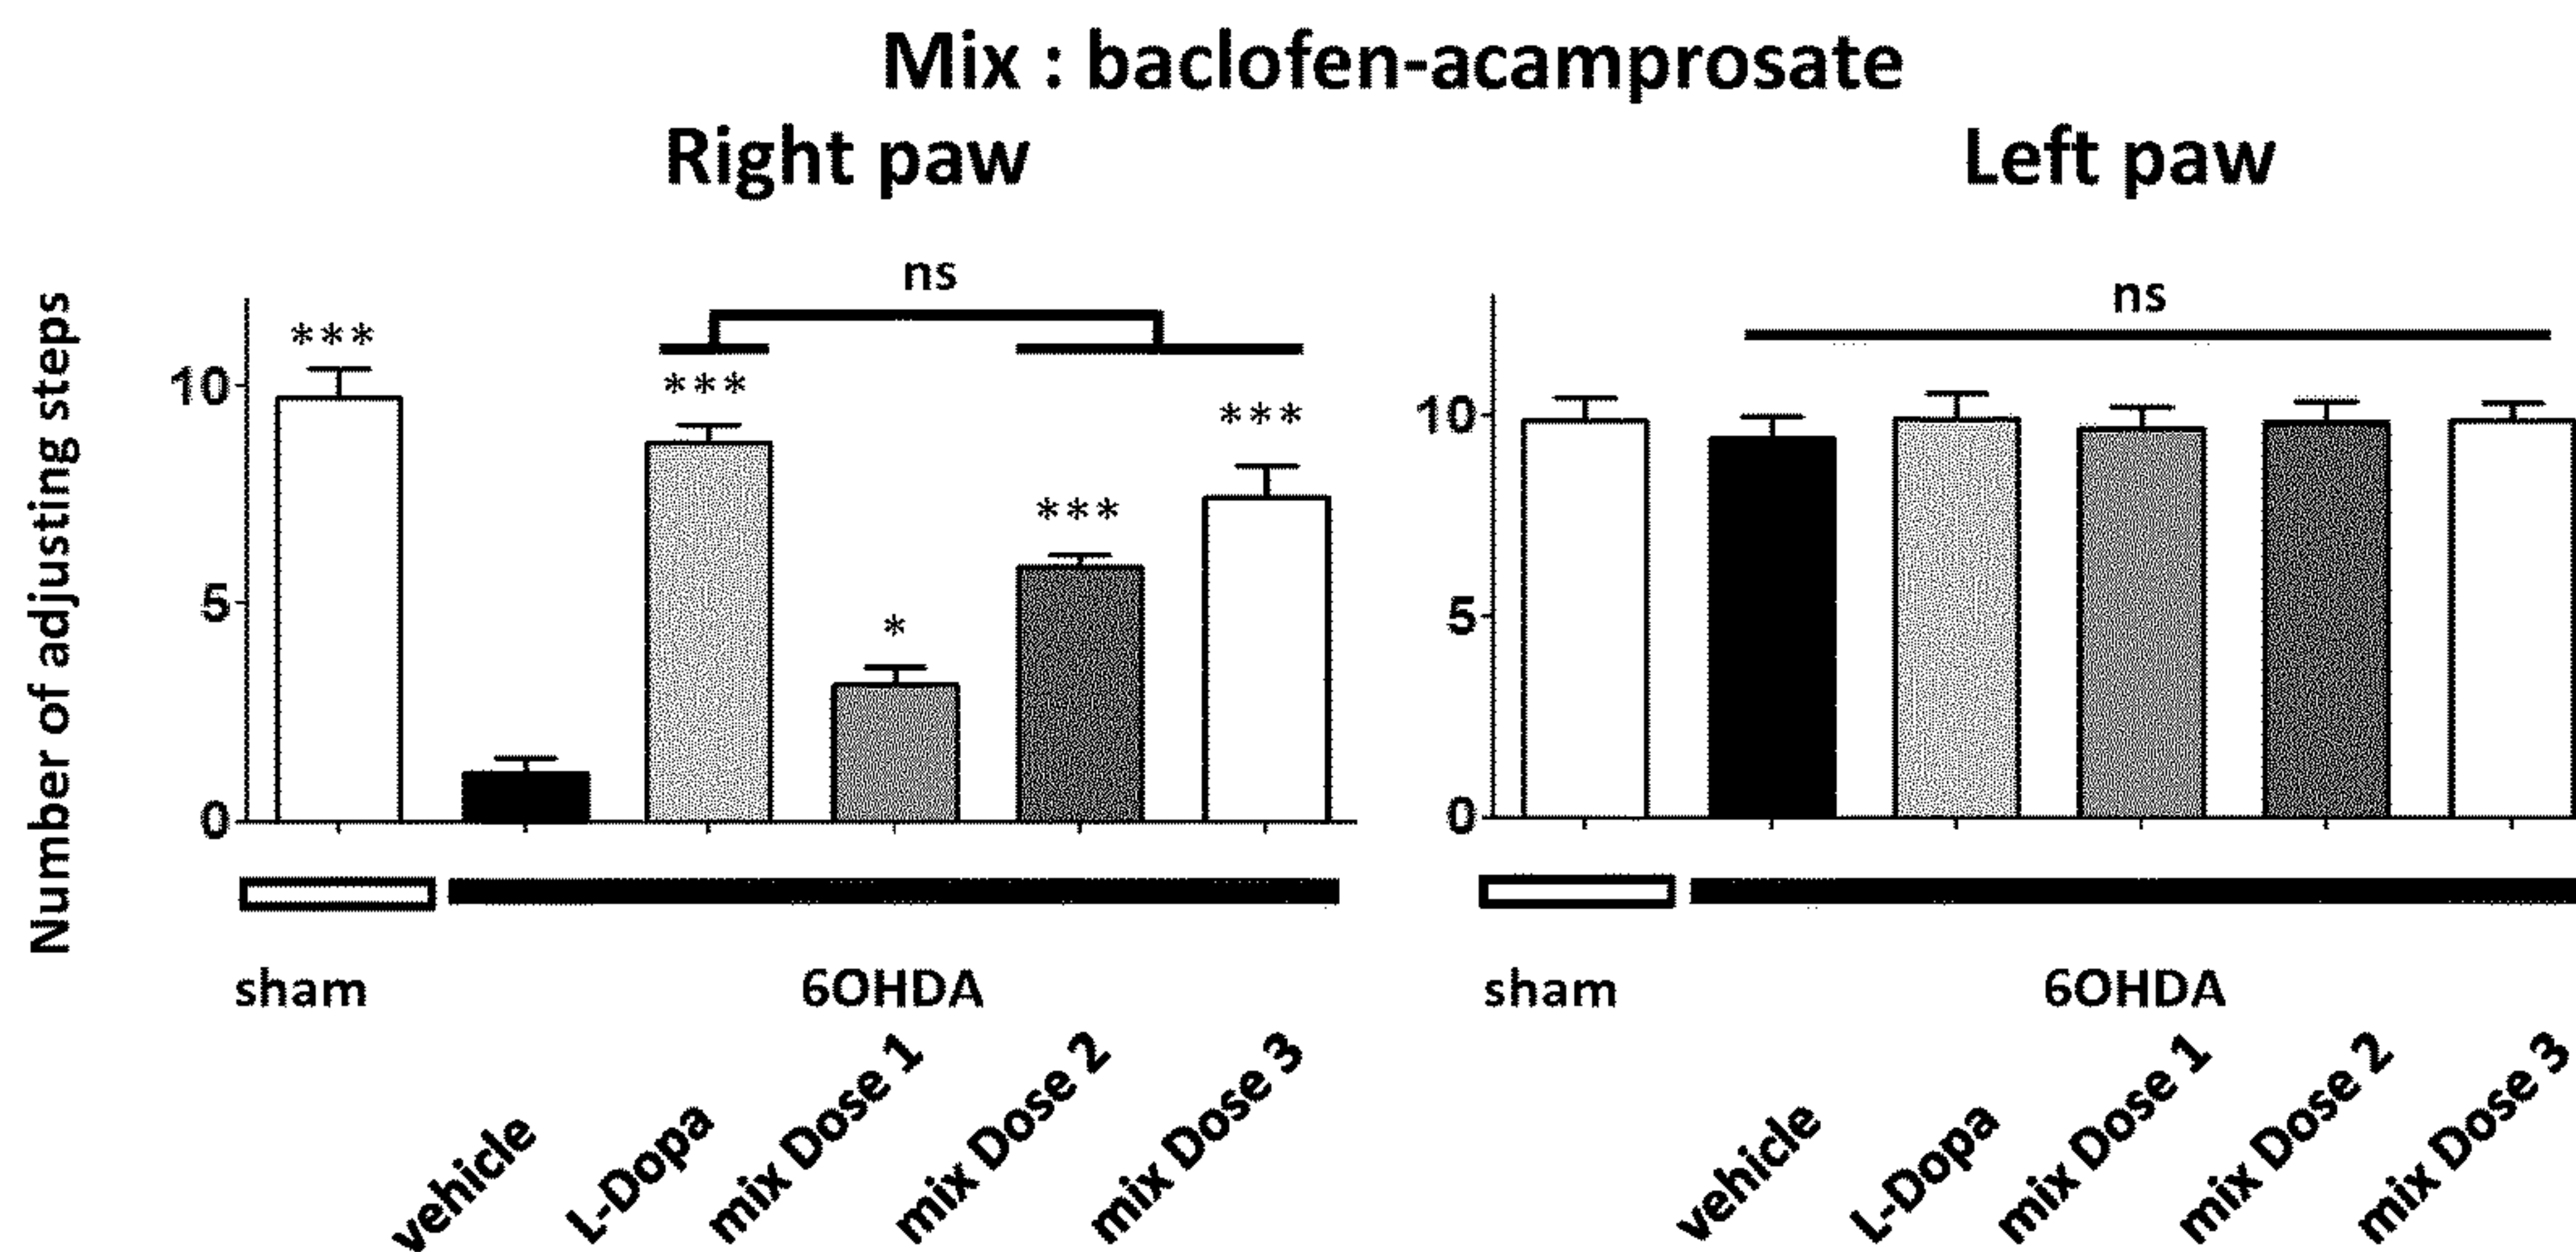 Mix : baclofen-acamprosate
Right paw
Left paw
Number of adjusting steps
ns
***
***
*
***
***
10
5
0
sham
6OHDA
vehicle
L-Dopa
mix Dose 1
mix Dose 2
mix Dose 3
ns
10
5
0
sham
6OHDA
vehicle
L-Dopa
mix Dose 1
mix Dose 2
mix Dose 3